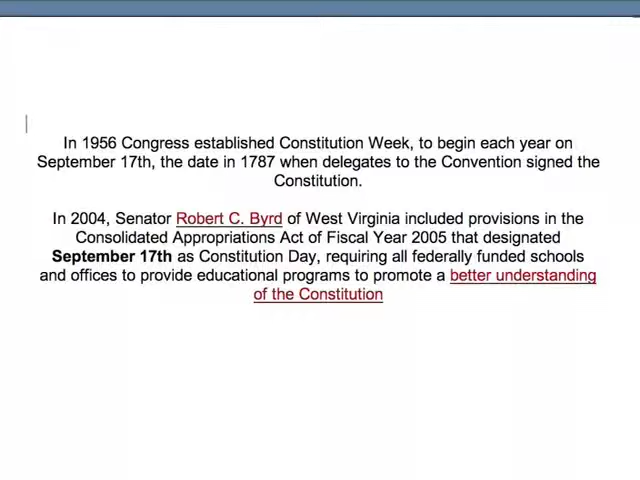 In 1956 Congress established Constitution Week, to begin each year on
September 17th, the date in 1787 when delegates to the Convention signed the
Constitution.
In 2004, Senator Robert C. Byrd of West Virginia included provisions in the
Consolidated Appropriations Act of Fiscal Year 2005 that designated
September 17th as Constitution Day, requiring all federally funded schools
and offices to provide educational programs to promote a better understanding
of the Constitution